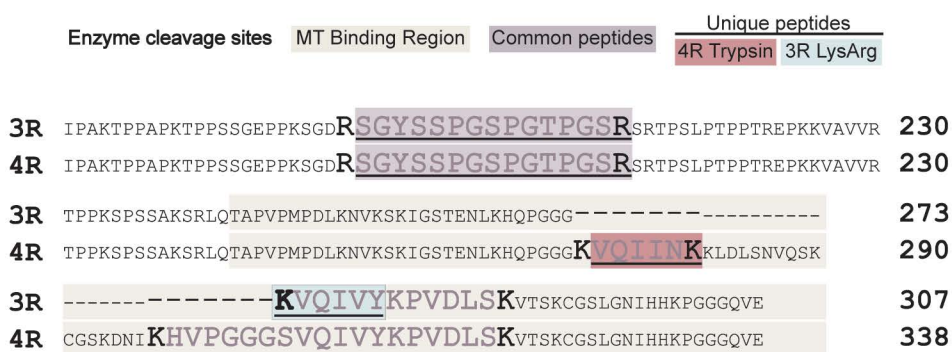 Enzyme cleavage sites MT Binding Region Common peptides Unique peptides
4R Trypsin 3R LysArg
3R IPAKTPPAPKTPPSSGEPPKSGDRSGYSSPGSPGTPGSRSRTPSLPTPPTREPKKVAVVR 230
4R IPAKTPPAPKTPPSSGEPPKSGDRSGYSSPGSPGTPGSRSRTPSLPTPPTREPKKVAVVR 230
3R TPPKSPSSAKSRLQTAPVPMPDLKNVKSKIGSTENLKHQPGGG----------------- 273
4R TPPKSPSSAKSRLQTAPVPMPDLKNVKSKIGSTENLKHQPGGGKVQIINKKLDLSNVQSK 290
3R --------------KVQIVYKPVDLSKVTSKCGSLGNIHHKPGGGQVE 307
4R CGSKDNIKHVPGGGSVQIVYKPVDLSKVTSKCGSLGNIHHKPGGGQVE 338